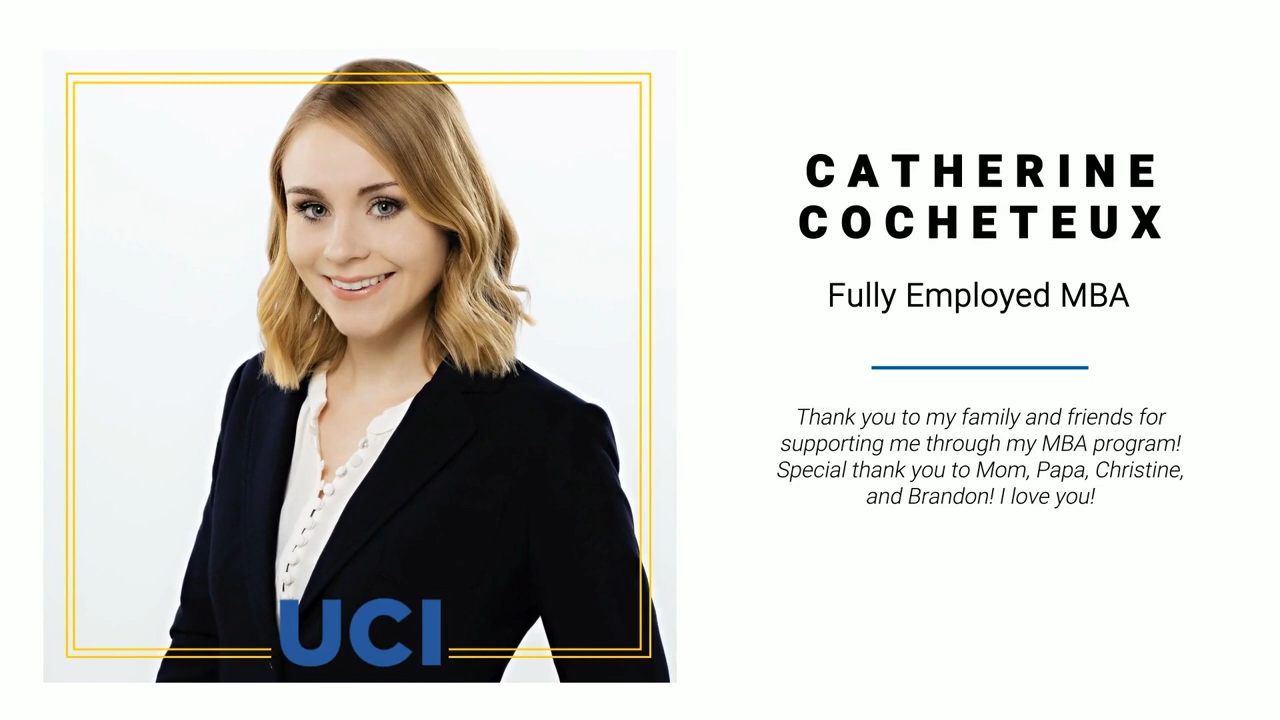 CATHERINE
COCHETEUX
Fully Employed MBA
Thank you to my family and friends for
supporting me through my MBA program!
Special thank you to Mom, Papa, Christine,
and Brandon! I love you!
UCI